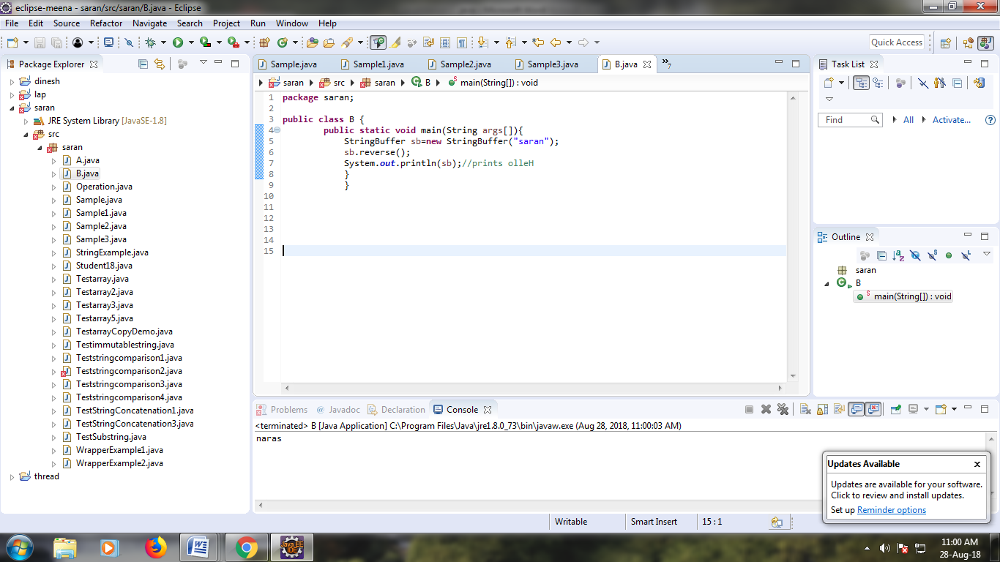 eclipse-meena - saran/src/saran/B.java - Eclipse
File Edit Source Refactor Navigate Search Project Run Window Help
Quick Access
Package Explorer
dinesh
lap
saran
JRE System Library [JavaSE-1.8]
src
saran
A.java
B.java
Operation.java
Sample.java
Sample1.java
Sample2.java
Sample3.java
StringExample.java
Student18.java
Testarray.java
Testarray2.java
Testarray3.java
Testarray5.java
TestarrayCopyDemo.java
Testimmutablestring.java
Teststringcomparison1.java
Teststringcomparison2.java
Teststringcomparison3.java
Teststringcomparison4.java
TestStringConcatenation1.java
TestStringConcatenation3.java
TestSubstring.java
WrapperExample1.java
WrapperExample2.java
thread
Sample.java Sample1.java Sample2.java Sample3.java B.java »7
saran src saran B main(String[]) : void
1 package saran;
2
3 public class B {
4 public static void main(String args[]){
5 StringBuffer sb=new StringBuffer("saran");
6 sb.reverse();
7 System.out.println(sb);//prints olleH
8 }
9 }
10
11
12
13
14
15
Task List
Find All Activate...
Outline
saran
B
main(String[]) : void
Problems @ Javadoc Declaration Console
<terminated> B [Java Application] C:\Program Files\Java\jre1.8.0_73\bin\javaw.exe (Aug 28, 2018, 11:00:03 AM)
naras
Updates Available
Updates are available for your software.
Click to review and install updates.
Set up Reminder options
Writable Smart Insert 15 : 1
Java EE
IDE
11:00 AM
28-Aug-18